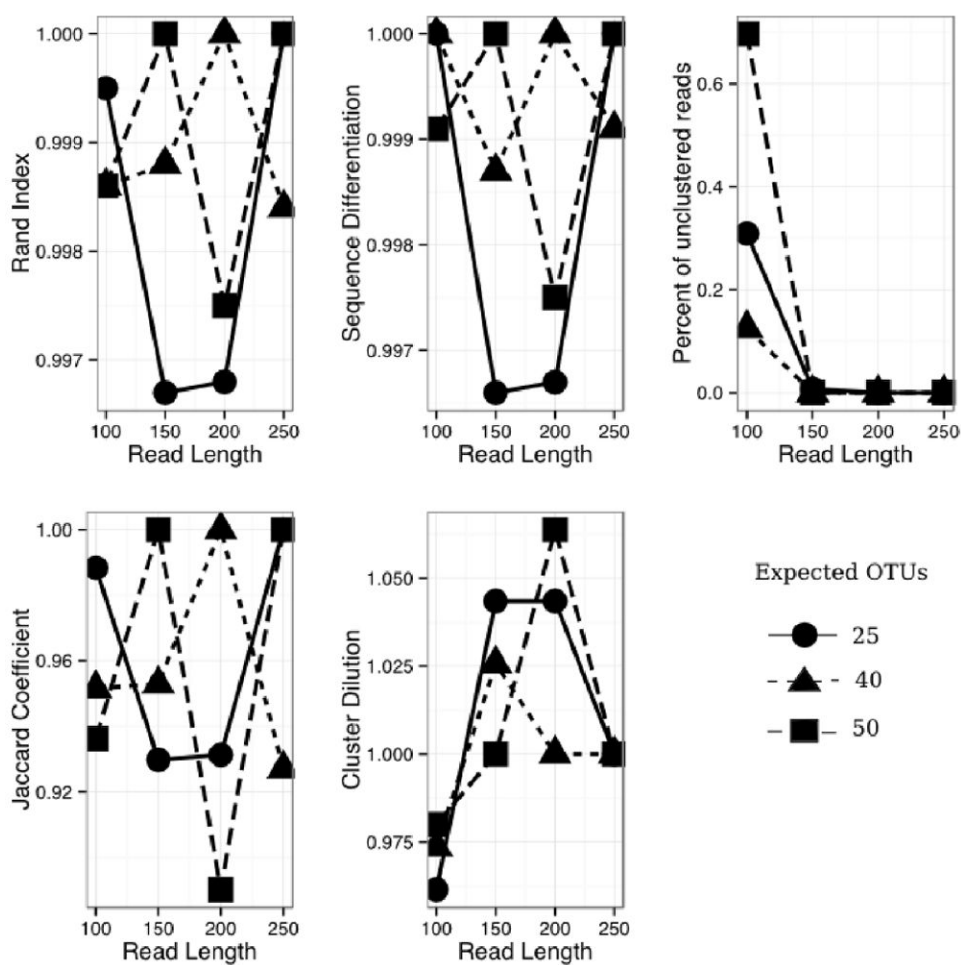 Rand Index
1.000
0.999
0.998
0.997
100 150 200 250
Read Length
Sequence Differentiation
1.000
0.999
0.998
0.997
100 150 200 250
Read Length
Percent of unclustered reads
0.6
0.4
0.2
0.0
100 150 200 250
Read Length
Jaccard Coefficient
1.00
0.96
0.92
100 150 200 250
Read Length
Cluster Dilution
1.050
1.025
1.000
0.975
100 150 200 250
Read Length
Expected OTUs
25
40
50